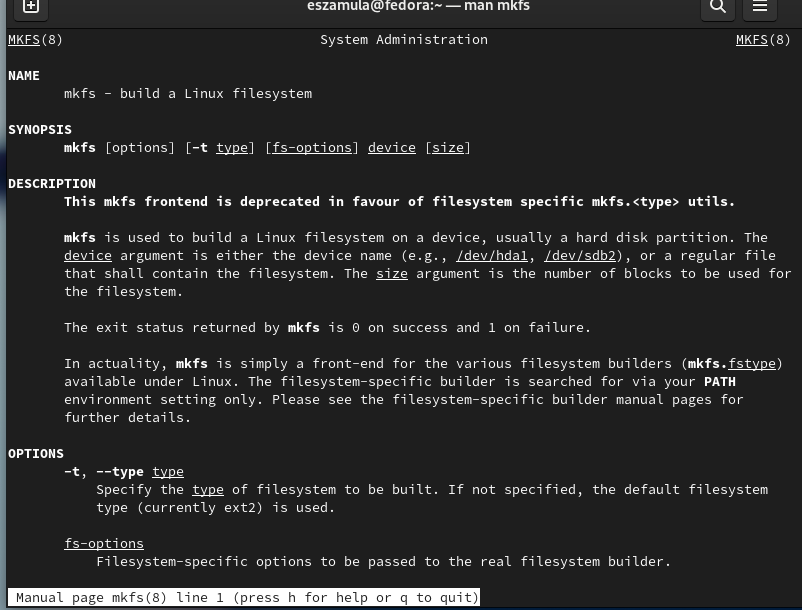 eszamula@fedora:~ — man mkfs
MKFS(8) System Administration MKFS(8)
NAME
mkfs - build a Linux filesystem
SYNOPSIS
mkfs [options] [-t type] [fs-options] device [size]
DESCRIPTION
This mkfs frontend is deprecated in favour of filesystem specific mkfs.<type> utils.
mkfs is used to build a Linux filesystem on a device, usually a hard disk partition. The
device argument is either the device name (e.g., /dev/hda1, /dev/sdb2), or a regular file
that shall contain the filesystem. The size argument is the number of blocks to be used for
the filesystem.
The exit status returned by mkfs is 0 on success and 1 on failure.
In actuality, mkfs is simply a front-end for the various filesystem builders (mkfs.fstype)
available under Linux. The filesystem-specific builder is searched for via your PATH
environment setting only. Please see the filesystem-specific builder manual pages for
further details.
OPTIONS
-t, --type type
Specify the type of filesystem to be built. If not specified, the default filesystem
type (currently ext2) is used.
fs-options
Filesystem-specific options to be passed to the real filesystem builder.
Manual page mkfs(8) line 1 (press h for help or q to quit)